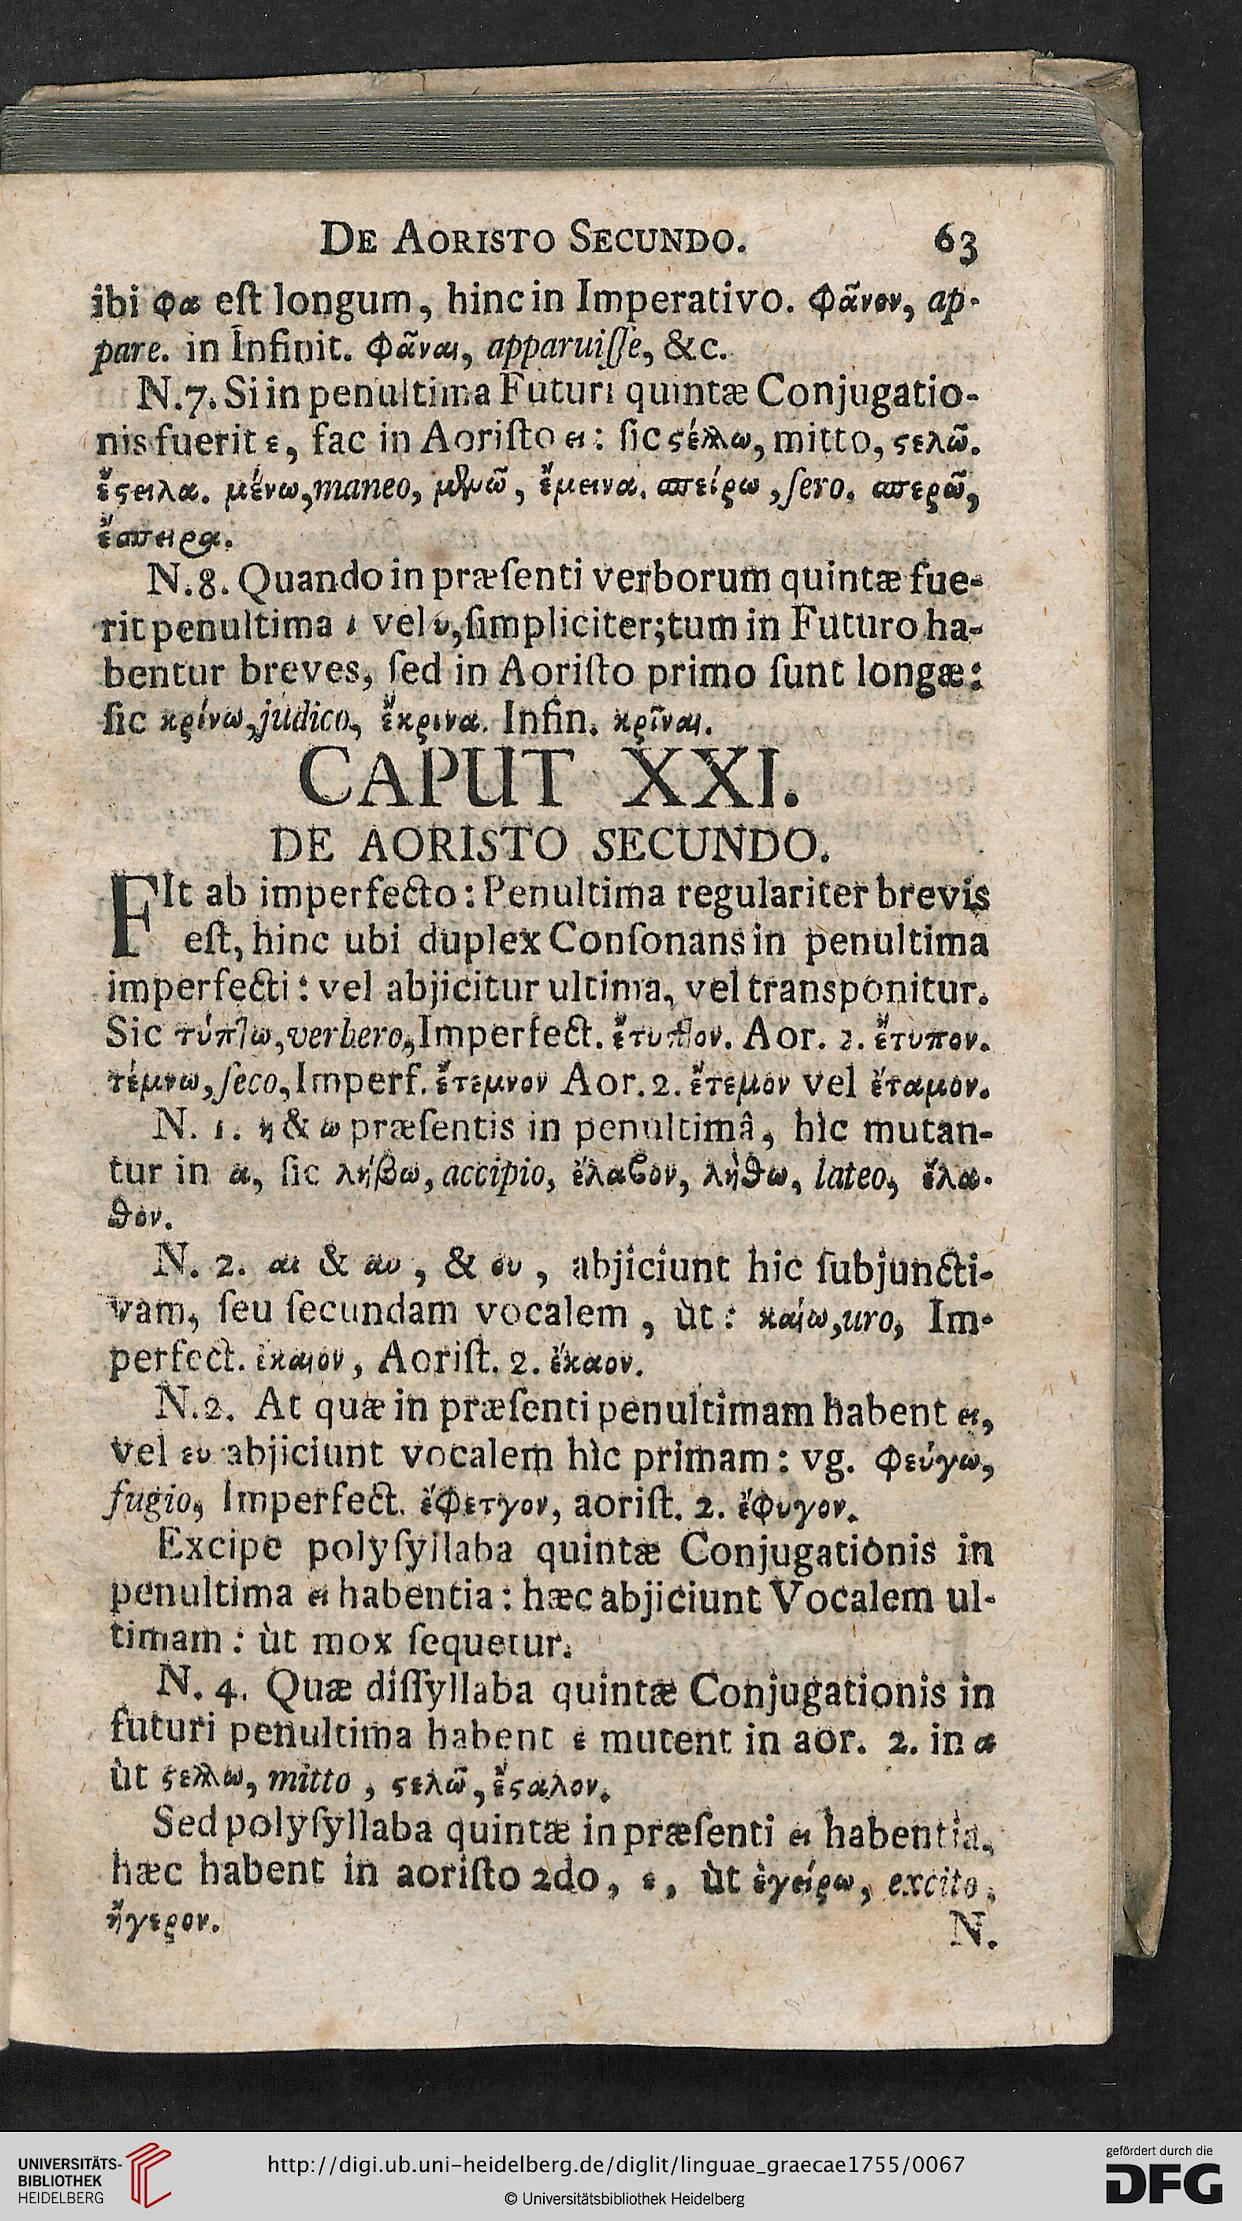 DE AORISTO SECUNDO. 63
ibi φα eſt longum, hinc in Imperativo. φᾶνον, ap-
pare. in Infinit. φᾶναι, apparuiſſe, &c.
N.7. Si in penultima Futuri quintæ Conjugatio-
nis fuerit ε, fac in Aoriſto ει: ſic ϛέλλω, mitto, ϛελῶ.
ἔϛειλα. μένω, maneo, μενῶ, ἔμεινα. σπείρω, ſero. σπερῶ,
ἔσπειρα.
N.8. Quando in præſenti verborum quintæ fue-
rit penultima ι vel υ, ſimpliciter; tum in Futuro ha-
bentur breves, ſed in Aoriſto primo ſunt longæ:
ſic κρίνω, judico, ἔκρινα. Infin. κρῖναι.
CAPUT XXI.
DE AORISTO SECUNDO.
FIt ab imperfecto: Penultima regulariter brevis
eſt, hinc ubi duplex Conſonans in penultima
imperfecti: vel abjicitur ultima, vel transponitur.
Sic τύπτω, verbero, Imperfect. ἔτυπτον. Aor. 2. ἔτυπον.
τέμνω, ſeco, Imperf. ἔτεμνον Aor. 2. ἔτεμον vel ἔταμον.
N. 1. η & ω præſentis in penultimâ, hìc mutan-
tur in α, ſic λήβω, accipio, ἔλαβον, λήθω, lateo, ἔλα-
θον.
N. 2. αι & αυ, & ου, abjiciunt hic ſubjuncti-
vam, ſeu ſecundam vocalem, ùt: καίω, uro, Im-
perfect. ἐκαιον, Aoriſt. 2. ἔκαον.
N.2. At quæ in præſenti penultimam habent ει,
vel ευ abjiciunt vocalem hìc primam: vg. φεύγω,
fugio, Imperfect. ἔφετγον, aoriſt. 2. ἔφυγον.
Excipe polyſyllaba quintæ Conjugationis in
penultima ει habentia: hæc abjiciunt Vocalem ul-
timam: ùt mox ſequetur.
N. 4. Quæ diſſyllaba quintæ Conjugationis in
futuri penultima habent ε mutent in aor. 2. in α
ùt ϛελλω, mitto, ϛελῶ, ἔϛαλον.
Sed polyſyllaba quintæ in præſenti ει habentia,
hæc habent in aoriſto 2do, ε, ùt ἐγείρω, excito,
ἤγερον.
N.
UNIVERSITÄTS-
BIBLIOTHEK
HEIDELBERG
http://digi.ub.uni-heidelberg.de/diglit/linguae_graecae1755/0067
© Universitätsbibliothek Heidelberg
gefördert durch die
DFG